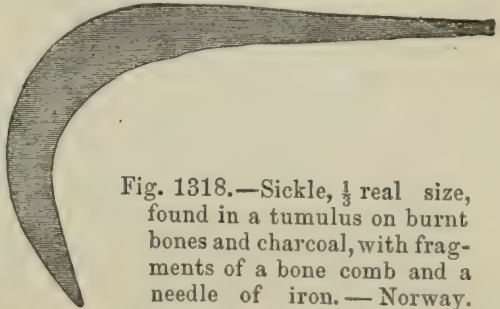 Fig. 1318.—Sickle, ⅓ real size,
found in a tumulus on burnt
bones and charcoal, with frag-
ments of a bone comb and a
needle of iron.— Norway.